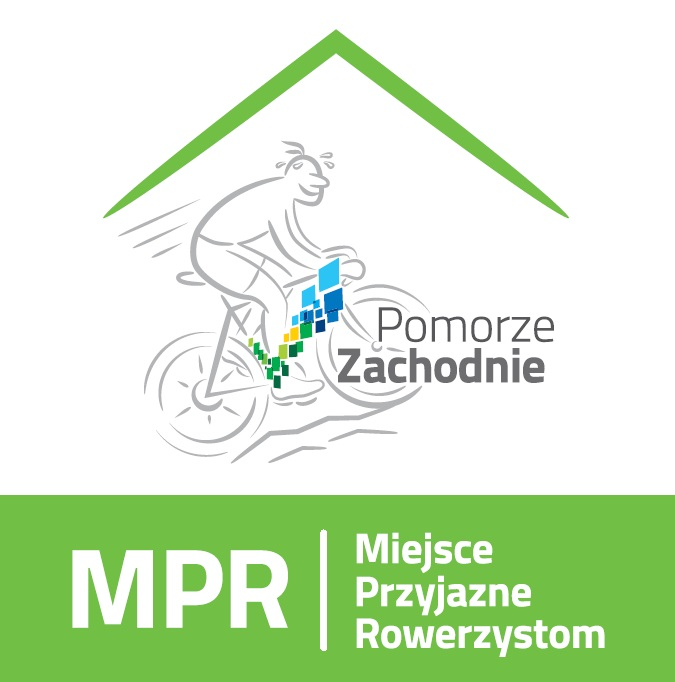 Pomorze
Zachodnie
MPR
Miejsce
Przyjazne
Rowerzystom